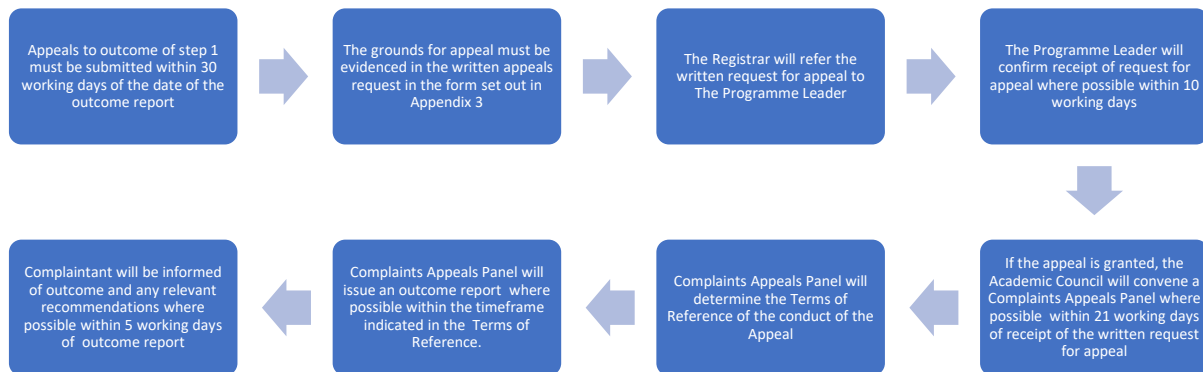 Appeals to outcome of step 1
must be submitted within 30
working days of the date of the
outcome report
The grounds for appeal must be
evidenced in the written appeals
request in the form set out in
Appendix 3
The Registrar will refer the
written request for appeal to
The Programme Leader
The Programme Leader will
confirm receipt of request for
appeal where possible within 10
working days
If the appeal is granted, the
Academic Council will convene a
Complaints Appeals Panel where
possible within 21 working days
of receipt of the written request
for appeal
Complaints Appeals Panel will
determine the Terms of
Reference of the conduct of the
Appeal
Complaints Appeals Panel will
issue an outcome report where
possible within the timeframe
indicated in the Terms of
Reference.
Complaintant will be informed
of outcome and any relevant
recommendations where
possible within 5 working days
of outcome report